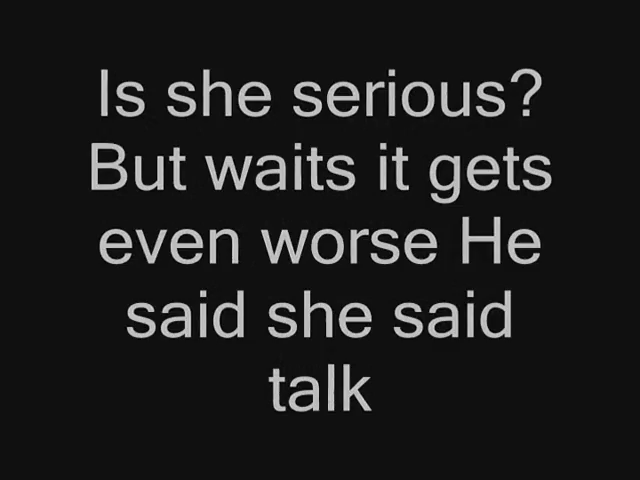 Is she serious?
But waits it gets
even worse He
said she said
talk